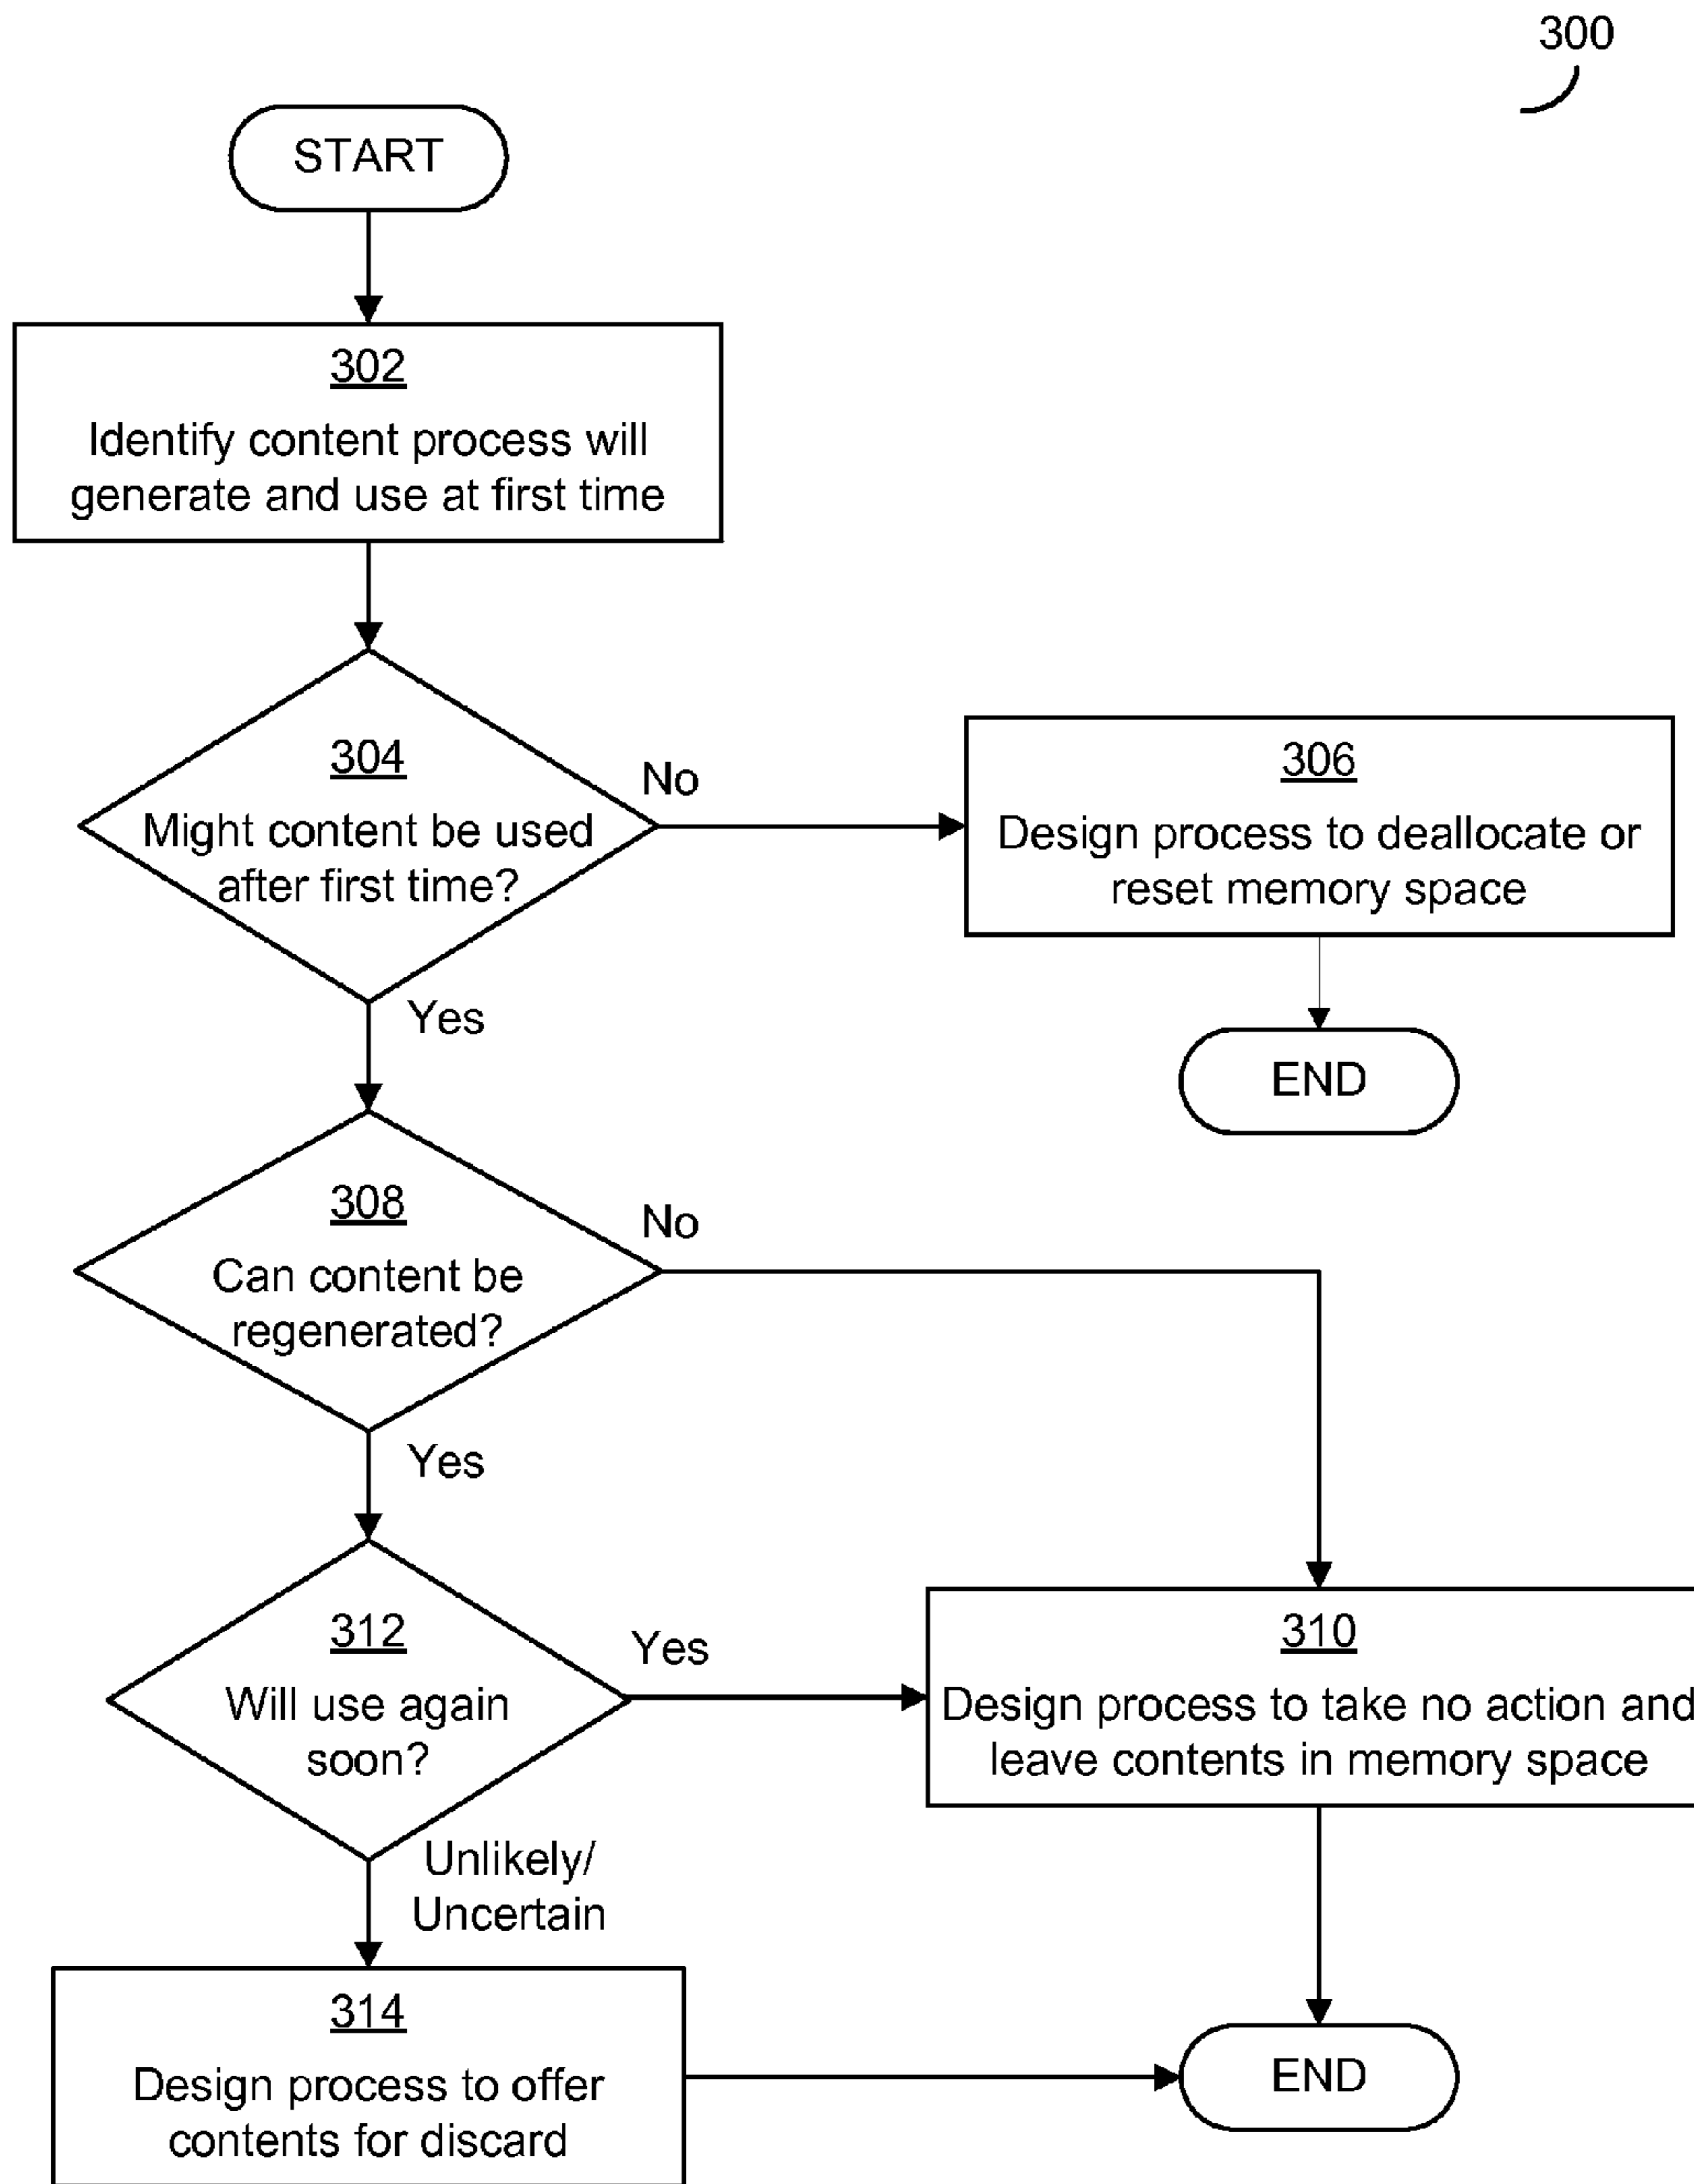 300
START
302
Identify content process will
generate and use at first time
304
Might content be used
after first time?
No
306
Design process to deallocate or
reset memory space
END
Yes
308
Can content be
regenerated?
No
Yes
312
Will use again
soon?
Yes
310
Design process to take no action and
leave contents in memory space
Unlikely/
Uncertain
314
Design process to offer
contents for discard
END